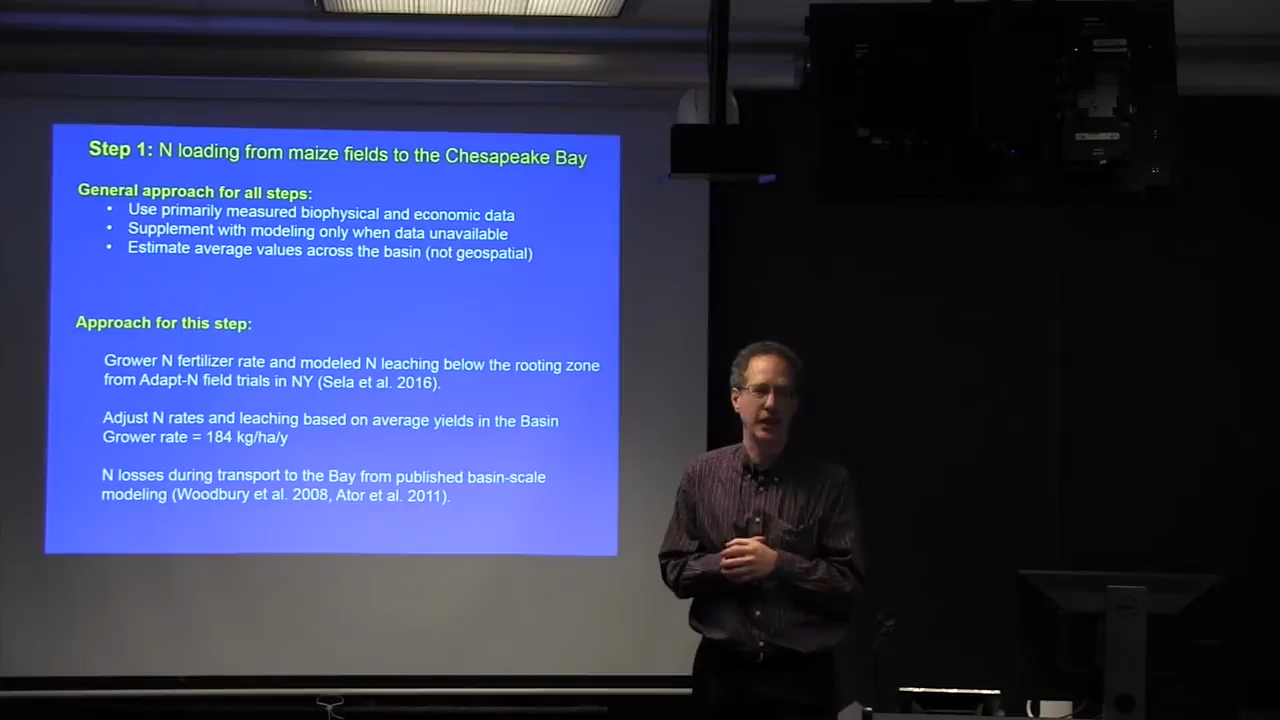 Step 1: N loading from maize fields to the Chesapeake Bay
General approach for all steps:
• Use primarily measured biophysical and economic data
• Supplement with modeling only when data unavailable
• Estimate average values across the basin (not geospatial)
Approach for this step:
Grower N fertilizer rate and modeled N leaching below the rooting zone
from Adapt-N field trials in NY (Sela et al. 2016).
Adjust N rates and leaching based on average yields in the Basin
Grower rate = 184 kg/ha/y
N losses during transport to the Bay from published basin-scale
modeling (Woodbury et al. 2008, Ator et al. 2011).